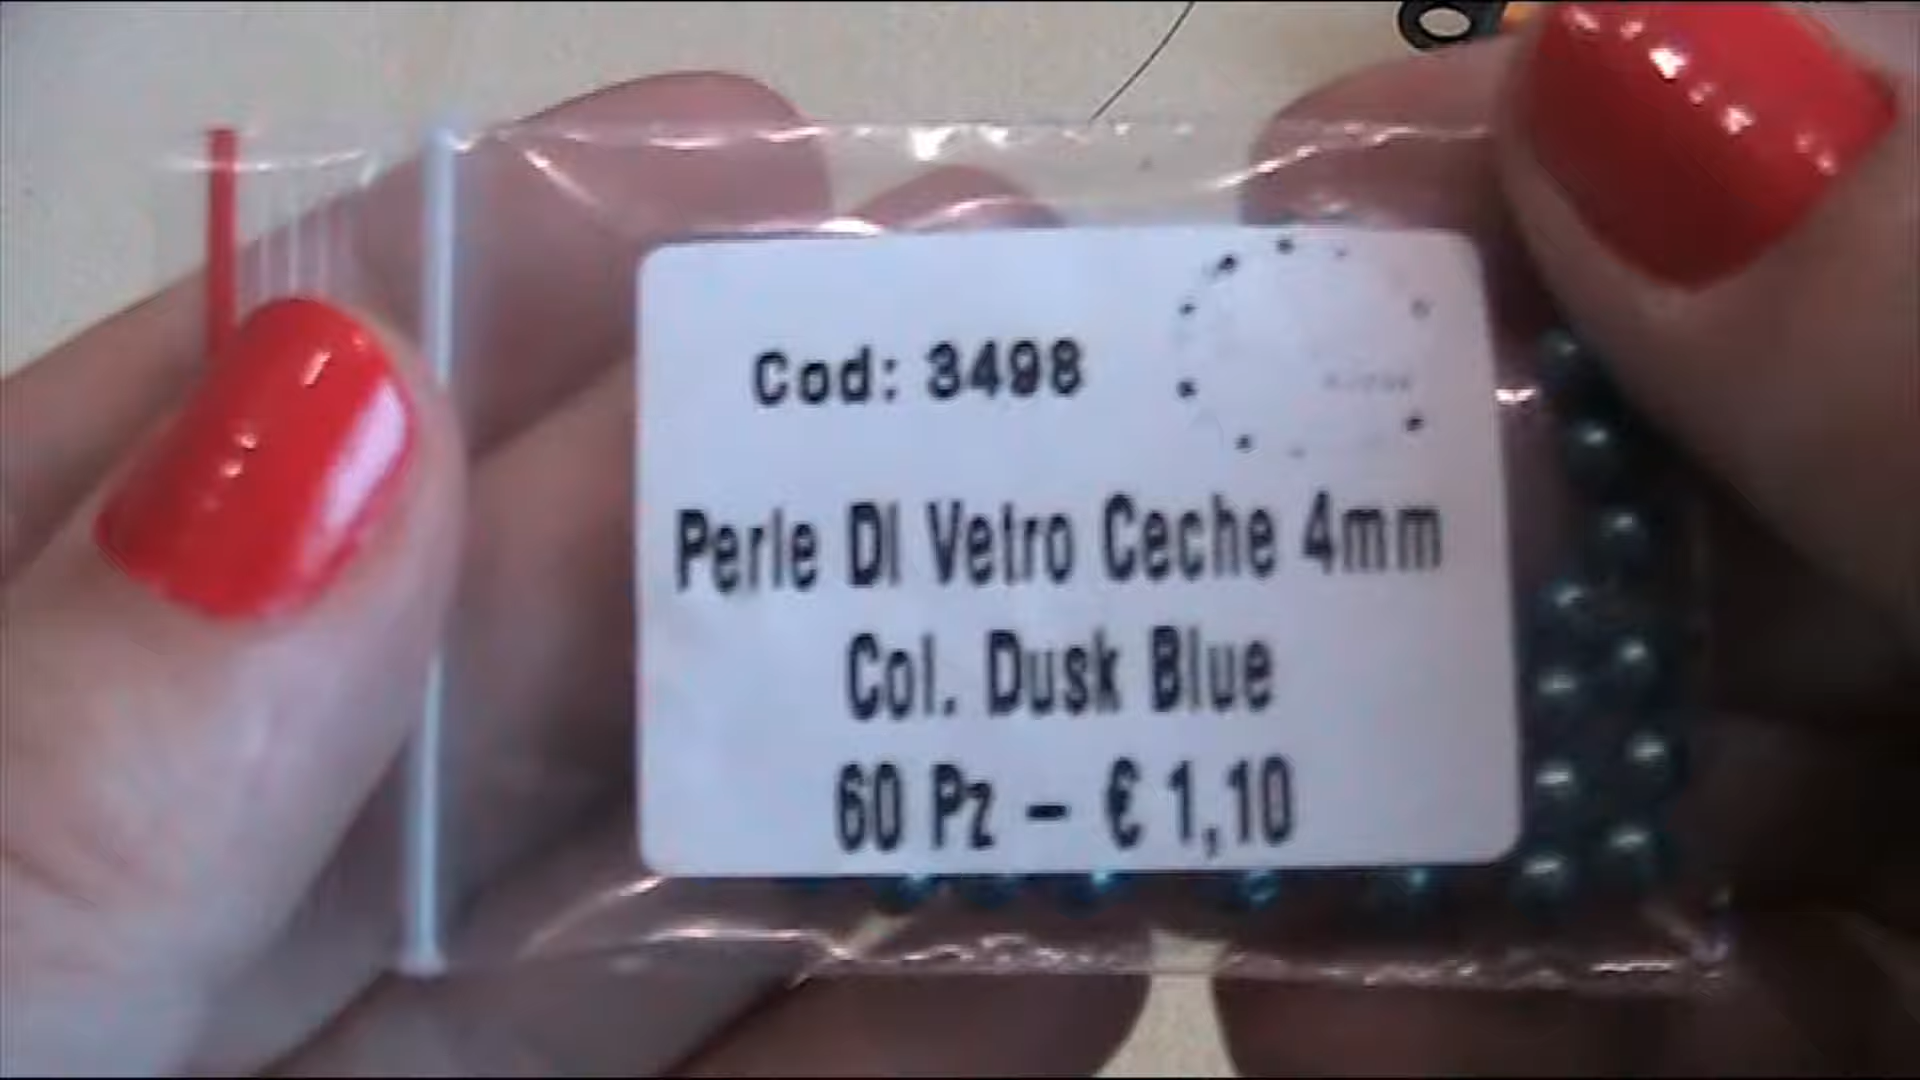 Cod: 3498
Perle DI Vetro Ceche 4mm
Col. Dusk Blue
60 Pz - € 1,10